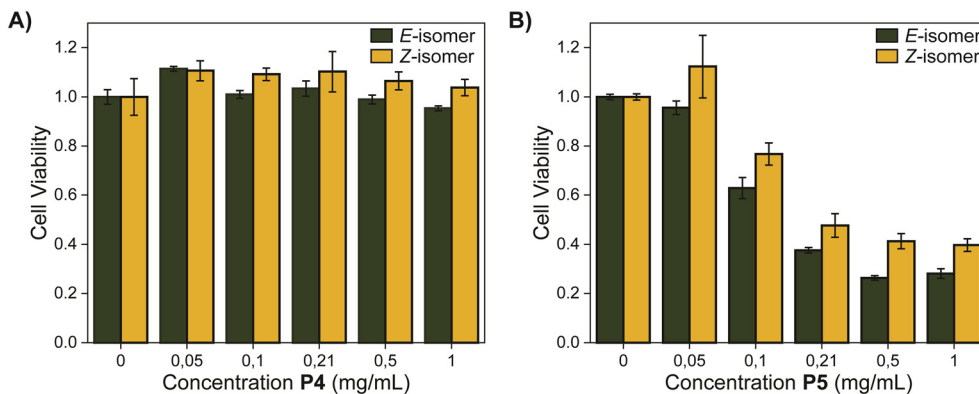 A)
E-isomer
Z-isomer
1.2
1.0
0.8
0.6
0.4
0.2
0.0
Cell Viability
0 0,05 0,1 0,21 0,5 1
Concentration P4 (mg/mL)
B)
E-isomer
Z-isomer
1.2
1.0
0.8
0.6
0.4
0.2
0.0
Cell Viability
0 0,05 0,1 0,21 0,5 1
Concentration P5 (mg/mL)